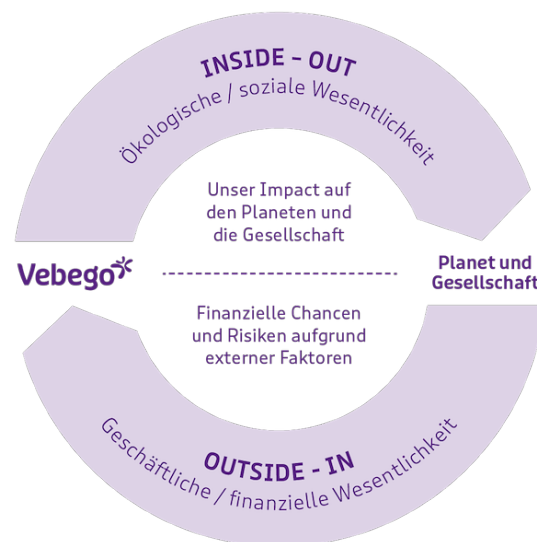 INSIDE – OUT
Ökologische / soziale Wesentlichkeit
Unser Impact auf
den Planeten und
die Gesellschaft
Vebego
Planet und
Gesellschaft
Finanzielle Chancen
und Risiken aufgrund
externer Faktoren
OUTSIDE - IN
Geschäftliche / finanzielle Wesentlichkeit